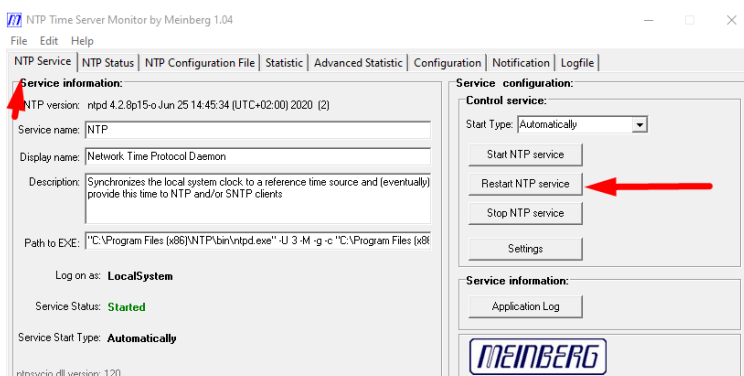 NTP Time Server Monitor by Meinberg 1.04
File Edit Help
NTP Service NTP Status NTP Configuration File Statistic Advanced Statistic Configuration Notification Logfile
Service information:
NTP version: ntpd 4.2.8p15-o Jun 25 14:45:34 (UTC+02:00) 2020 (2)
Service name: NTP
Display name: Network Time Protocol Daemon
Description: Synchronizes the local system clock to a reference time source and (eventually)
provide this time to NTP and/or SNTP clients
Path to EXE: "C:\Program Files (x86)\NTP\bin\ntpd.exe" -U 3 -M -g -c "C:\Program Files (x8
Log on as: LocalSystem
Service Status: Started
Service Start Type: Automatically
ntpsvcio.dll version: 120
Service configuration:
Control service:
Start Type: Automatically
Start NTP service
Restart NTP service
Stop NTP service
Settings
Service information:
Application Log
MEINBERG